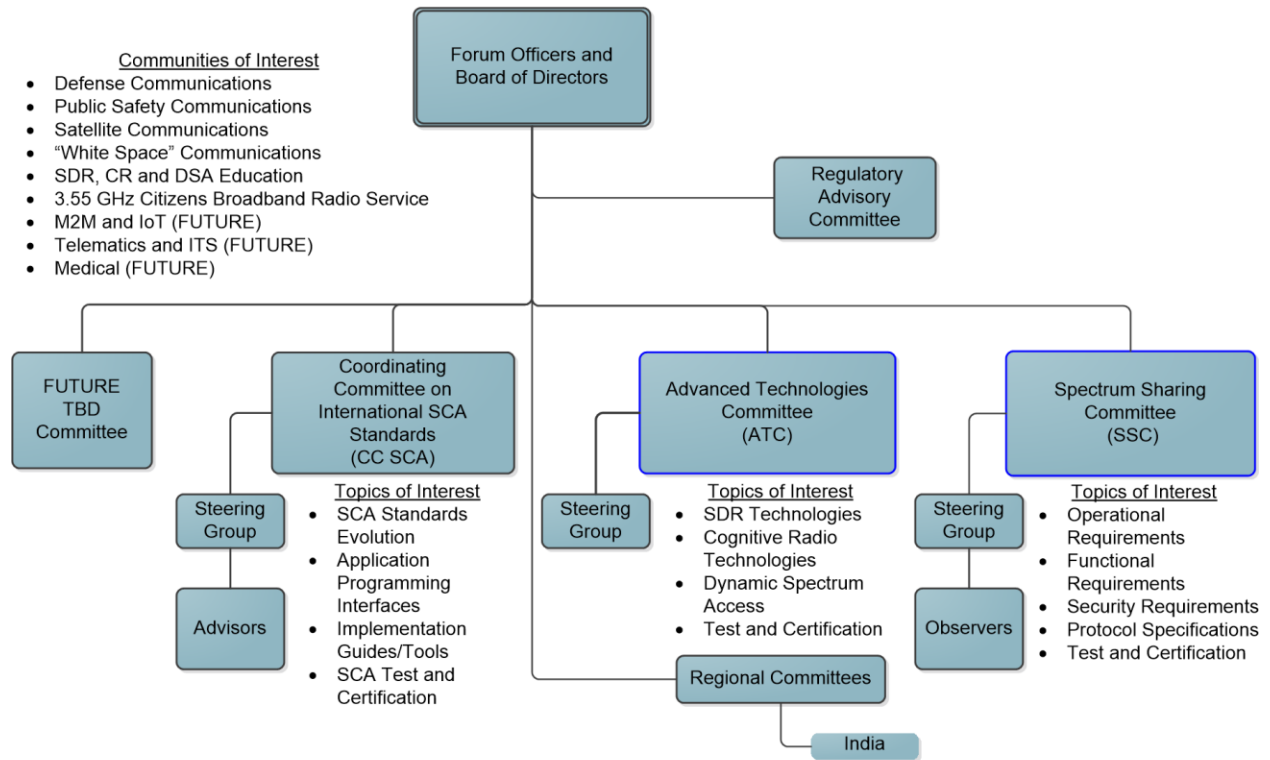 Forum Officers and
Board of Directors
Communities of Interest
• Defense Communications
• Public Safety Communications
• Satellite Communications
• “White Space” Communications
• SDR, CR and DSA Education
• 3.55 GHz Citizens Broadband Radio Service
• M2M and IoT (FUTURE)
• Telematics and ITS (FUTURE)
• Medical (FUTURE)
Regulatory
Advisory
Committee
FUTURE
TBD
Committee
Coordinating
Committee on
International SCA
Standards
(CC SCA)
Steering
Group
Advisors
Topics of Interest
• SCA Standards
Evolution
• Application
Programming
Interfaces
• Implementation
Guides/Tools
• SCA Test and
Certification
Advanced Technologies
Committee
(ATC)
Steering
Group
Topics of Interest
• SDR Technologies
• Cognitive Radio
Technologies
• Dynamic Spectrum
Access
• Test and Certification
Spectrum Sharing
Committee
(SSC)
Steering
Group
Observers
Topics of Interest
• Operational
Requirements
• Functional
Requirements
• Security Requirements
• Protocol Specifications
• Test and Certification
Regional Committees
India